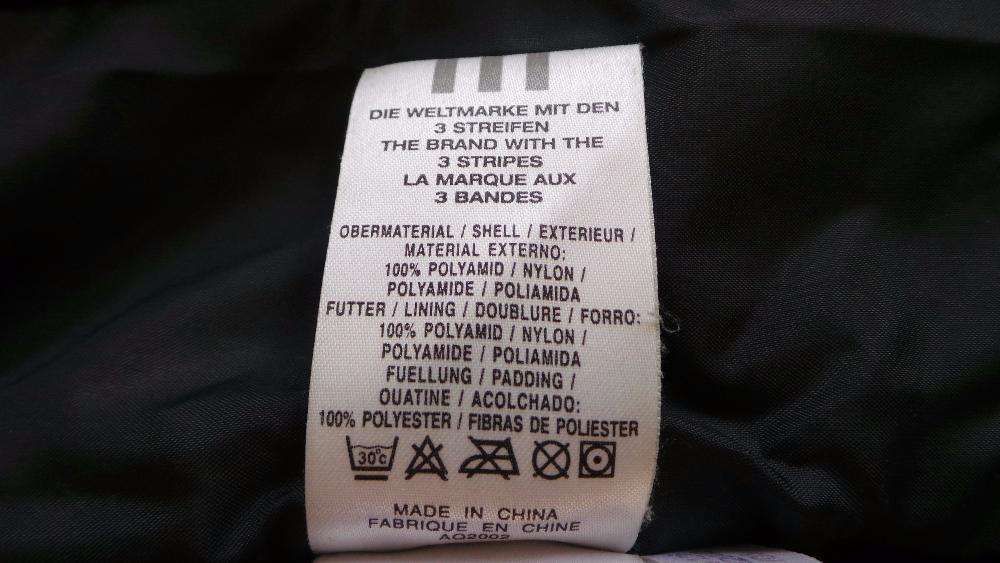 DIE WELTMARKE MIT DEN
3 STREIFEN
THE BRAND WITH THE
3 STRIPES
LA MARQUE AUX
3 BANDES
OBERMATERIAL / SHELL / EXTERIEUR /
MATERIAL EXTERNO:
100% POLYAMID / NYLON /
POLYAMIDE / POLIAMIDA
FUTTER / LINING / DOUBLURE / FORRO:
100% POLYAMID / NYLON /
POLYAMIDE / POLIAMIDA
FUELLUNG / PADDING /
OUATINE / ACOLCHADO:
100% POLYESTER / FIBRAS DE POLIESTER
30°C
MADE IN CHINA
FABRIQUE EN CHINE
AQ2002